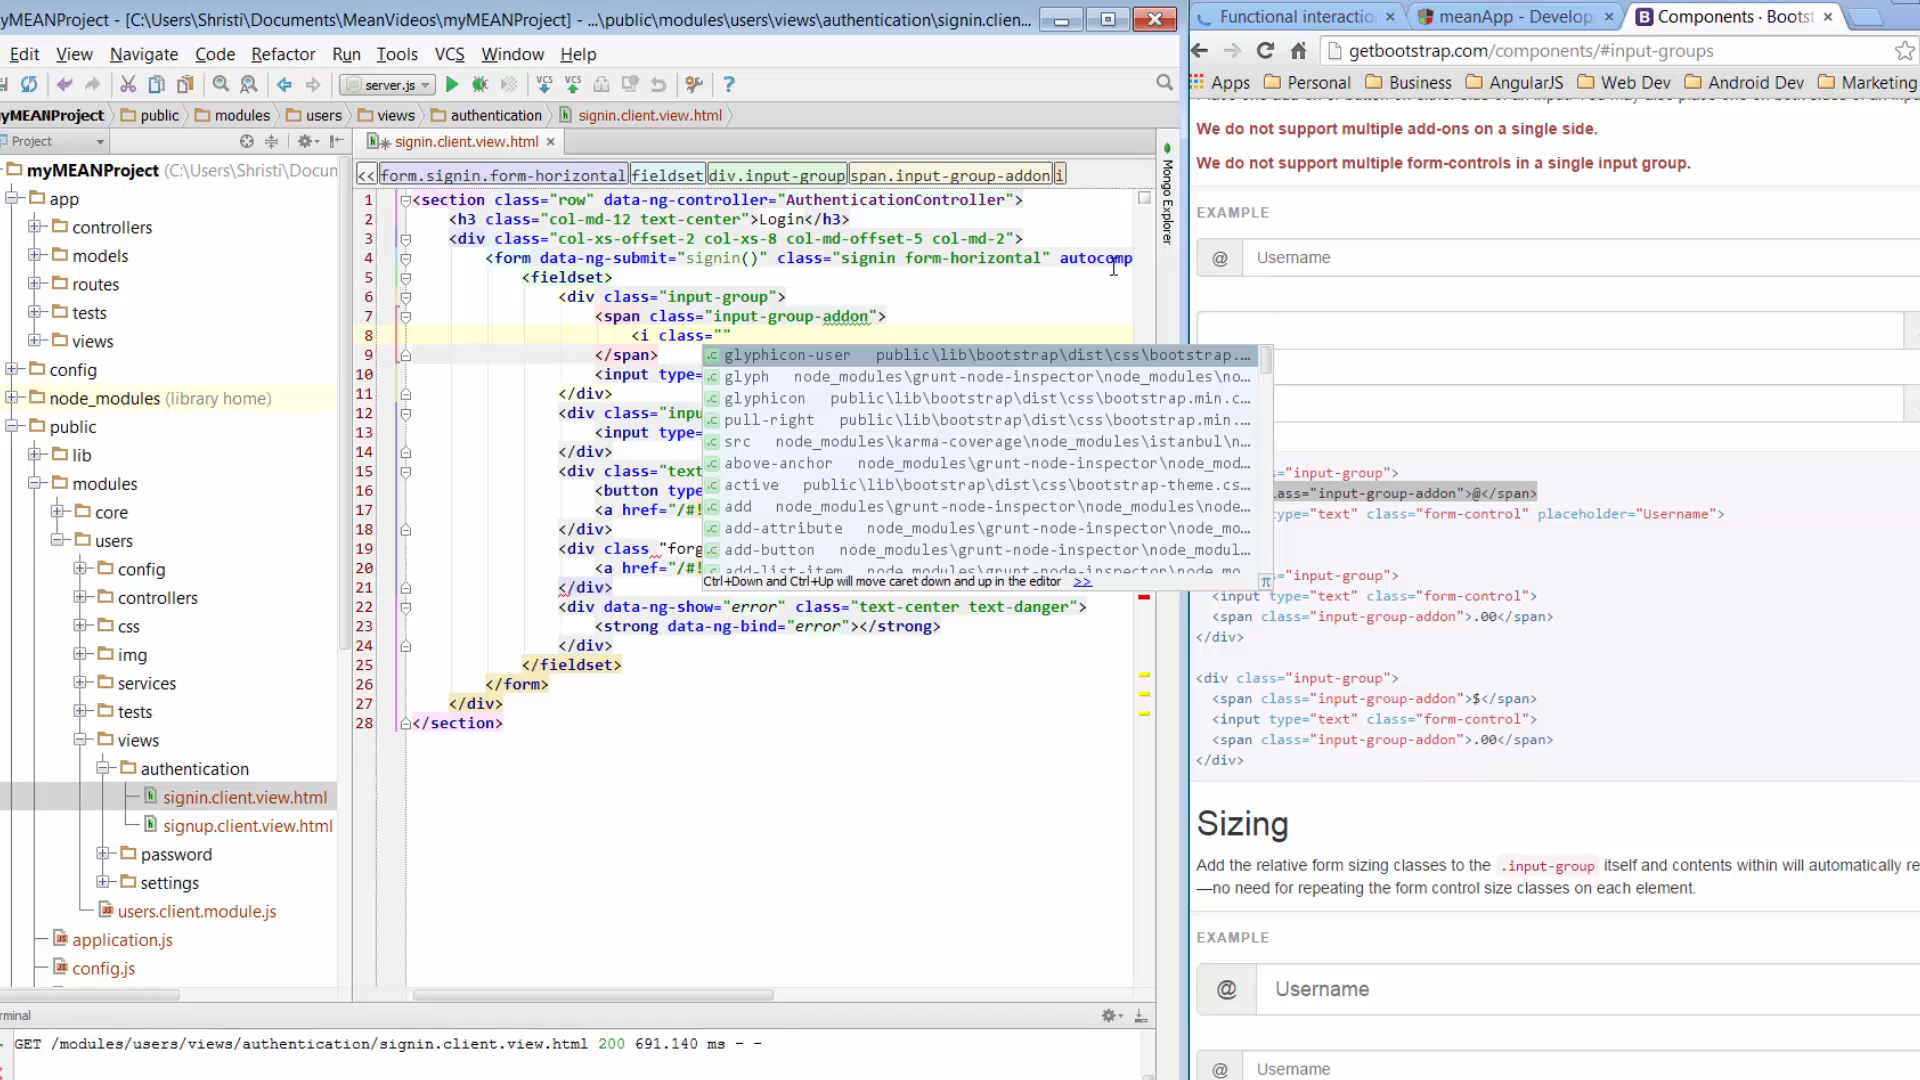 myMEANProject] - [C:\Users\Shristi\Documents\MeanVideos\myMEANProject] - ...\public\modules\users\views\authentication\signin.clien...
Edit View Navigate Code Refactor Run Tools VCS Window Help
server.js
VCS VCS
myMEANProject public modules users views authentication signin.client.view.html
Project
signin.client.view.html
<< form.signin.form-horizontal fieldset div.input-group span.input-group-addon i
myMEANProject (C:\Users\Shristi\Documen
app
controllers
models
routes
tests
views
config
node_modules (library home)
public
lib
modules
core
users
config
controllers
css
img
services
tests
views
authentication
signin.client.view.html
signup.client.view.html
password
settings
users.client.module.js
application.js
config.js
1 <section class="row" data-ng-controller="AuthenticationController">
2 <h3 class="col-md-12 text-center">Login</h3>
3 <div class="col-xs-offset-2 col-xs-8 col-md-offset-5 col-md-2">
4 <form data-ng-submit="signin()" class="signin form-horizontal" autocomp
5 <fieldset>
6 <div class="input-group">
7 <span class="input-group-addon">
8 <i class=""
9 </span>
10 <input type=
11 </div>
12 <div class="inpu
13 <input type=
14 </div>
15 <div class="text
16 <button type
17 <a href="/#!
18 </div>
19 <div class "forg
20 <a href="/#!
21 </div>
22 <div data-ng-show="error" class="text-center text-danger">
23 <strong data-ng-bind="error"></strong>
24 </div>
25 </fieldset>
26 </form>
27 </div>
28 </section>
glyphicon-user public\lib\bootstrap\dist\css\bootstrap....
glyph node_modules\grunt-node-inspector\node_modules\no...
glyphicon public\lib\bootstrap\dist\css\bootstrap.min.c...
pull-right public\lib\bootstrap\dist\css\bootstrap.min....
src node_modules\karma-coverage\node_modules\istanbul\n...
above-anchor node_modules\grunt-node-inspector\node_mod...
active public\lib\bootstrap\dist\css\bootstrap-theme.cs...
add node_modules\grunt-node-inspector\node_modules\node...
add-attribute node_modules\grunt-node-inspector\node_mo...
add-button node_modules\grunt-node-inspector\node_modul...
add-list-item node_modules\grunt-node-inspector\node_mo...
Ctrl+Down and Ctrl+Up will move caret down and up in the editor >>
π
Mongo Explorer
rminal
GET /modules/users/views/authentication/signin.client.view.html 200 691.140 ms - -
Functional interactio
meanApp - Develop
Components · Bootst
getbootstrap.com/components/#input-groups
Apps Personal Business AngularJS Web Dev Android Dev Marketing
We do not support multiple add-ons on a single side.
We do not support multiple form-controls in a single input group.
EXAMPLE
@ Username
="input-group">
lass="input-group-addon">@</span>
ype="text" class="form-control" placeholder="Username">
="input-group">
<input type="text" class="form-control">
<span class="input-group-addon">.00</span>
</div>
<div class="input-group">
<span class="input-group-addon">$</span>
<input type="text" class="form-control">
<span class="input-group-addon">.00</span>
</div>
Sizing
Add the relative form sizing classes to the .input-group itself and contents within will automatically re
—no need for repeating the form control size classes on each element.
EXAMPLE
@ Username
@ Username